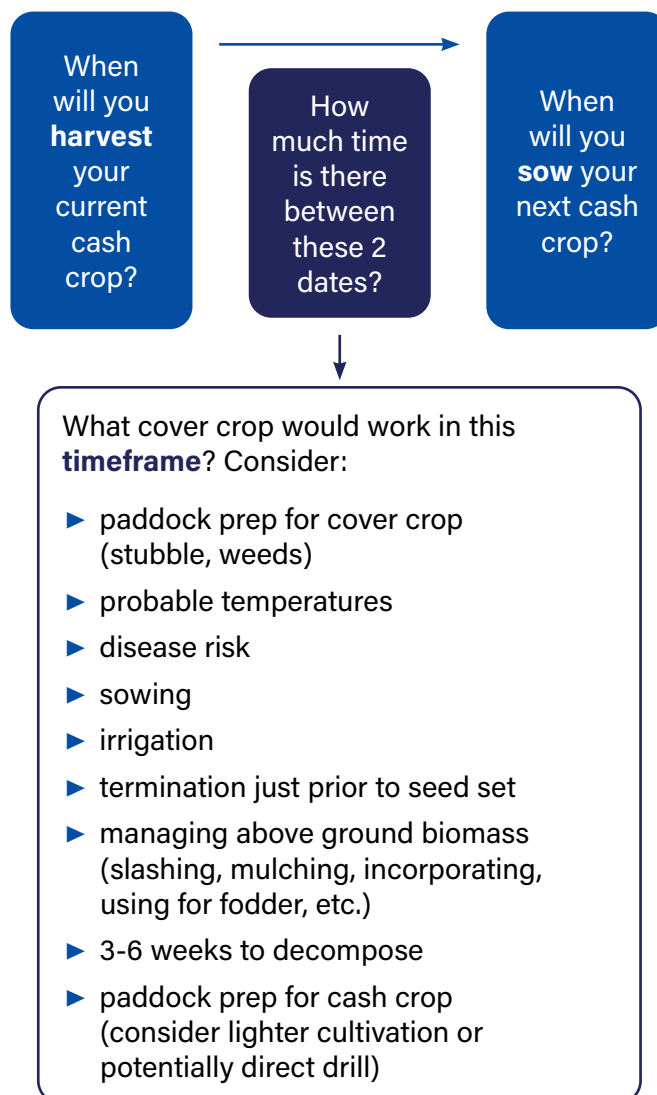 When
will you
harvest
your
current
cash
crop?
How
much time
is there
between
these 2
dates?
When
will you
sow your
next cash
crop?
What cover crop would work in this
timeframe? Consider:
► paddock prep for cover crop
(stubble, weeds)
► probable temperatures
► disease risk
► sowing
► irrigation
► termination just prior to seed set
► managing above ground biomass
(slashing, mulching, incorporating,
using for fodder, etc.)
► 3-6 weeks to decompose
► paddock prep for cash crop
(consider lighter cultivation or
potentially direct drill)